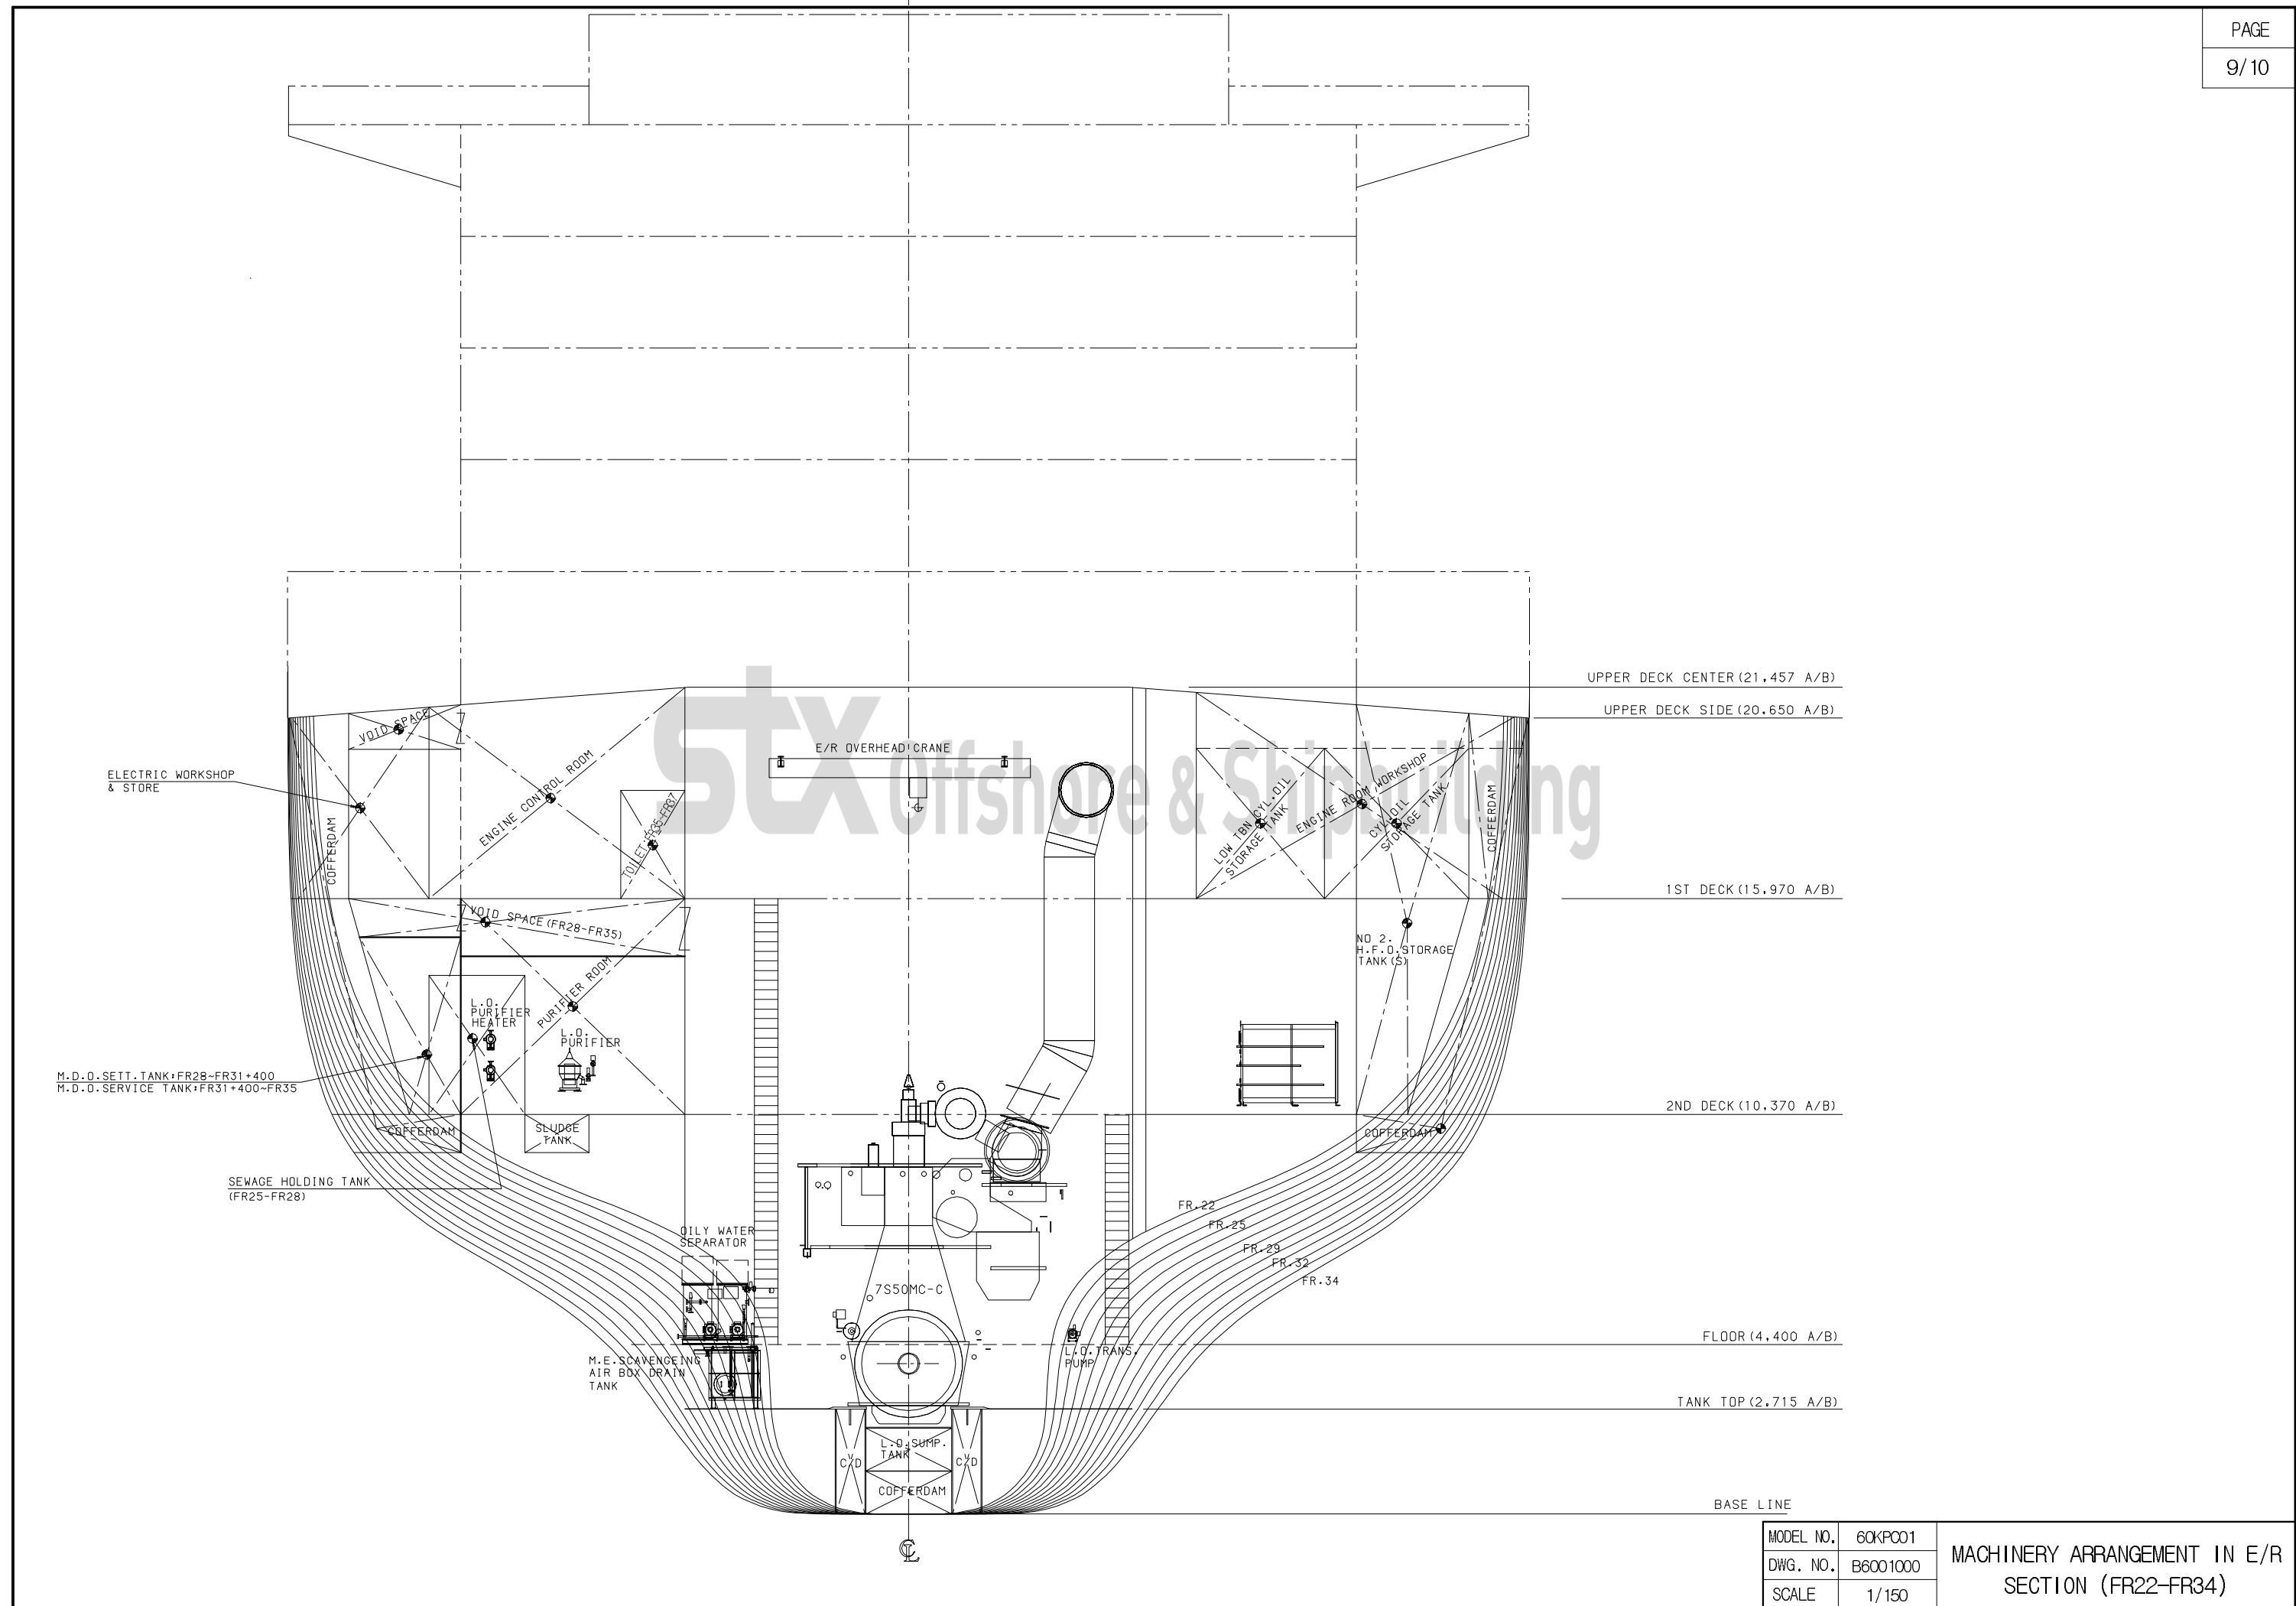 PAGE
9/10
UPPER DECK CENTER(21,457 A/B)
UPPER DECK SIDE(20.650 A/B)
VOID SPACE
stx Offshore & Shipbuilding
E/R OVERHEAD CRANE
ELECTRIC WORKSHOP
& STORE
COFFERDAM
ENGINE CONTROL ROOM
TOILET:FR35-FR37
LOW TBN CYL.OIL
STORAGE TANK
ENGINE ROOM WORKSHOP
CYL.OIL
STORAGE TANK
COFFERDAM
1ST DECK(15,970 A/B)
VOID SPACE(FR28-FR35)
NO 2.
H.F.O.STORAGE
TANK(S)
PURIFIER ROOM
L.O.
PURIFIER
HEATER
L.O.
PURIFIER
M.D.O.SETT.TANK:FR28~FR31+400
M.D.O.SERVICE TANK:FR31+400~FR35
2ND DECK(10,370 A/B)
COFFERDAM
SLUDGE
TANK
COFFERDAM
SEWAGE HOLDING TANK
(FR25-FR28)
FR.22
FR.25
FR.29
FR.32
FR.34
OILY WATER
SEPARATOR
7S50MC-C
FLOOR(4,400 A/B)
M.E.SCAVENGEING
AIR BOX DRAIN
TANK
L.O.TRANS.
PUMP
TANK TOP(2,715 A/B)
L.O.SUMP.
TANK
C/D
C/D
COFFERDAM
BASE LINE
CL
MODEL NO. 60KPC01
DWG. NO. B6001000
SCALE 1/150
MACHINERY ARRANGEMENT IN E/R
SECTION (FR22-FR34)